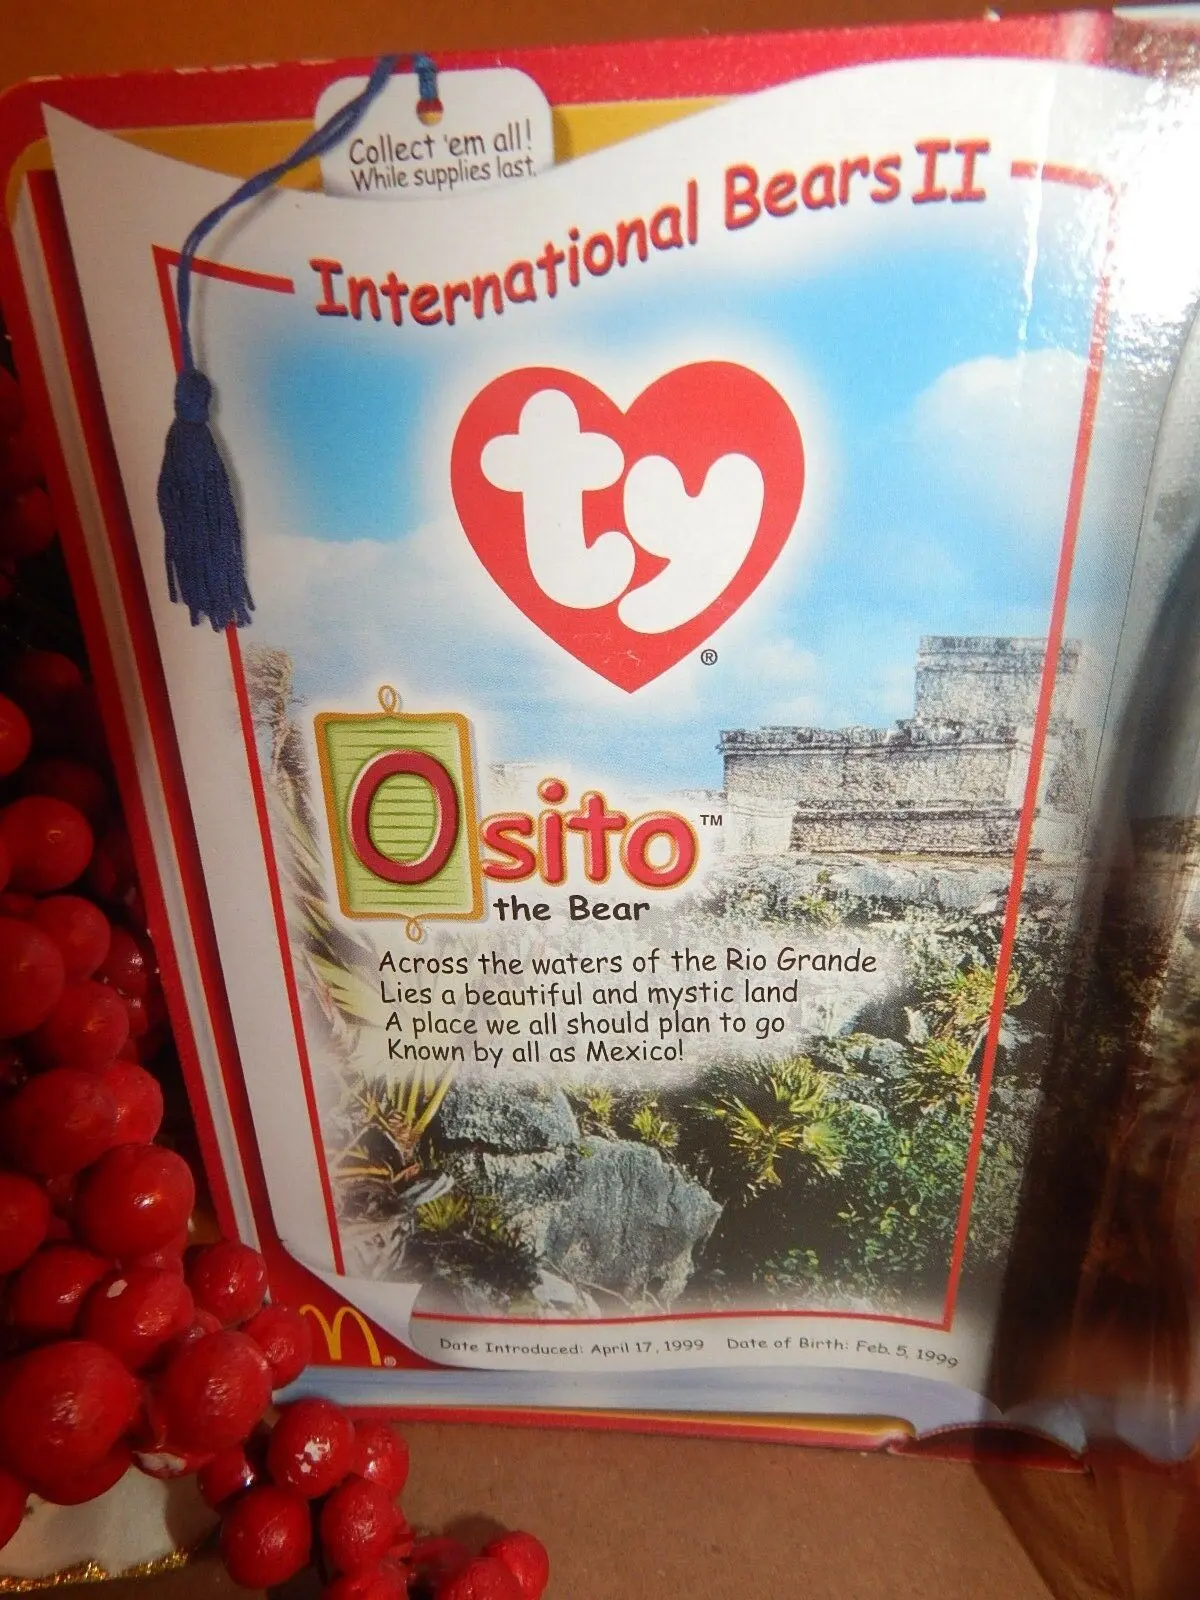 Collect 'em all!
While supplies last.
International Bears II
ty
®
Osito™
the Bear
Across the waters of the Rio Grande
Lies a beautiful and mystic land
A place we all should plan to go
Known by all as Mexico!
®
Date Introduced: April 17, 1999 Date of Birth: Feb. 5, 1999